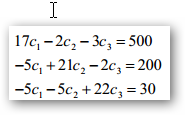 17c₁ − 2c₂ − 3c₃ = 500
−5c₁ + 21c₂ − 2c₃ = 200
−5c₁ − 5c₂ + 22c₃ = 30